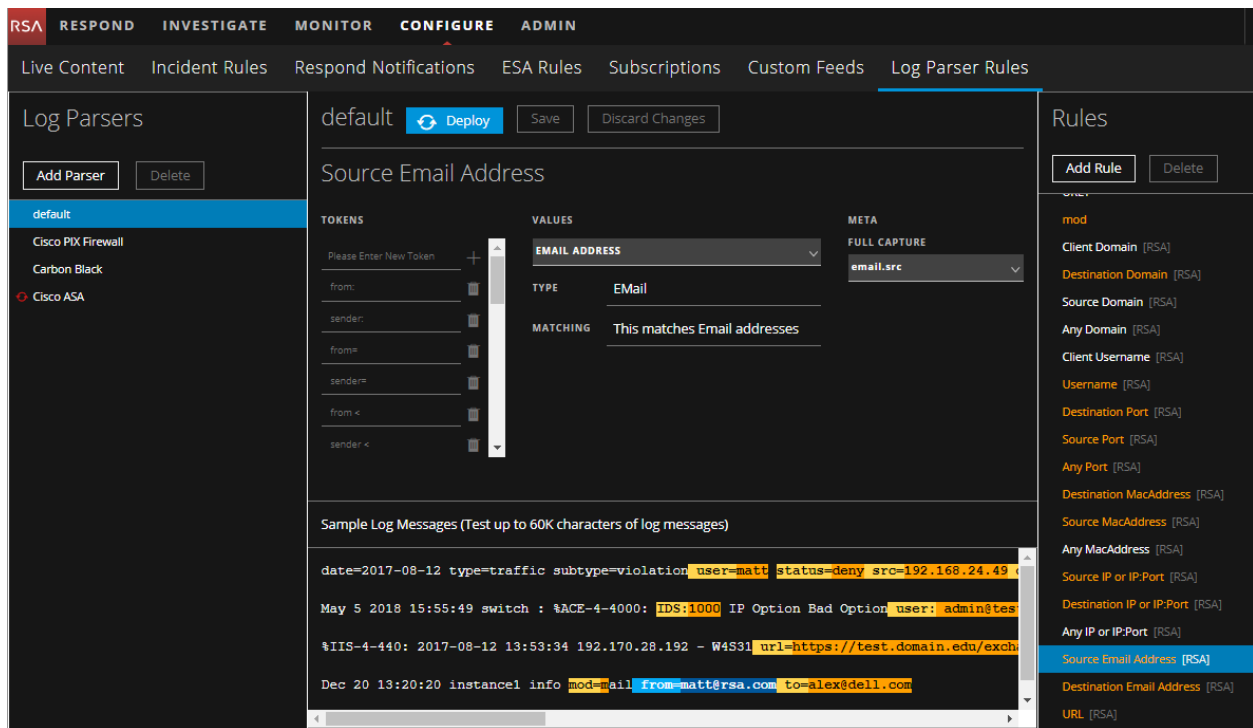 RSA RESPOND INVESTIGATE MONITOR CONFIGURE ADMIN
Live Content Incident Rules Respond Notifications ESA Rules Subscriptions Custom Feeds Log Parser Rules
Log Parsers
Add Parser Delete
default
Cisco PIX Firewall
Carbon Black
Cisco ASA
default Deploy Save Discard Changes
Source Email Address
TOKENS
Please Enter New Token
from:
sender:
from=
sender=
from <
sender <
VALUES
EMAIL ADDRESS
TYPE EMail
MATCHING This matches Email addresses
META
FULL CAPTURE
email.src
Sample Log Messages (Test up to 60K characters of log messages)
date=2017-08-12 type=traffic subtype=violation user=matt status=deny src=192.168.24.49
May 5 2018 15:55:49 switch : %ACE-4-4000: IDS:1000 IP Option Bad Option user: admin@tes
%IIS-4-440: 2017-08-12 13:53:34 192.170.28.192 - W4S31 url=https://test.domain.edu/excha
Dec 20 13:20:20 instance1 info mod=mail from=matt@rsa.com to=alex@dell.com
Rules
Add Rule Delete
mod
Client Domain [RSA]
Destination Domain [RSA]
Source Domain [RSA]
Any Domain [RSA]
Client Username [RSA]
Username [RSA]
Destination Port [RSA]
Source Port [RSA]
Any Port [RSA]
Destination MacAddress [RSA]
Source MacAddress [RSA]
Any MacAddress [RSA]
Source IP or IP:Port [RSA]
Destination IP or IP:Port [RSA]
Any IP or IP:Port [RSA]
Source Email Address [RSA]
Destination Email Address [RSA]
URL [RSA]